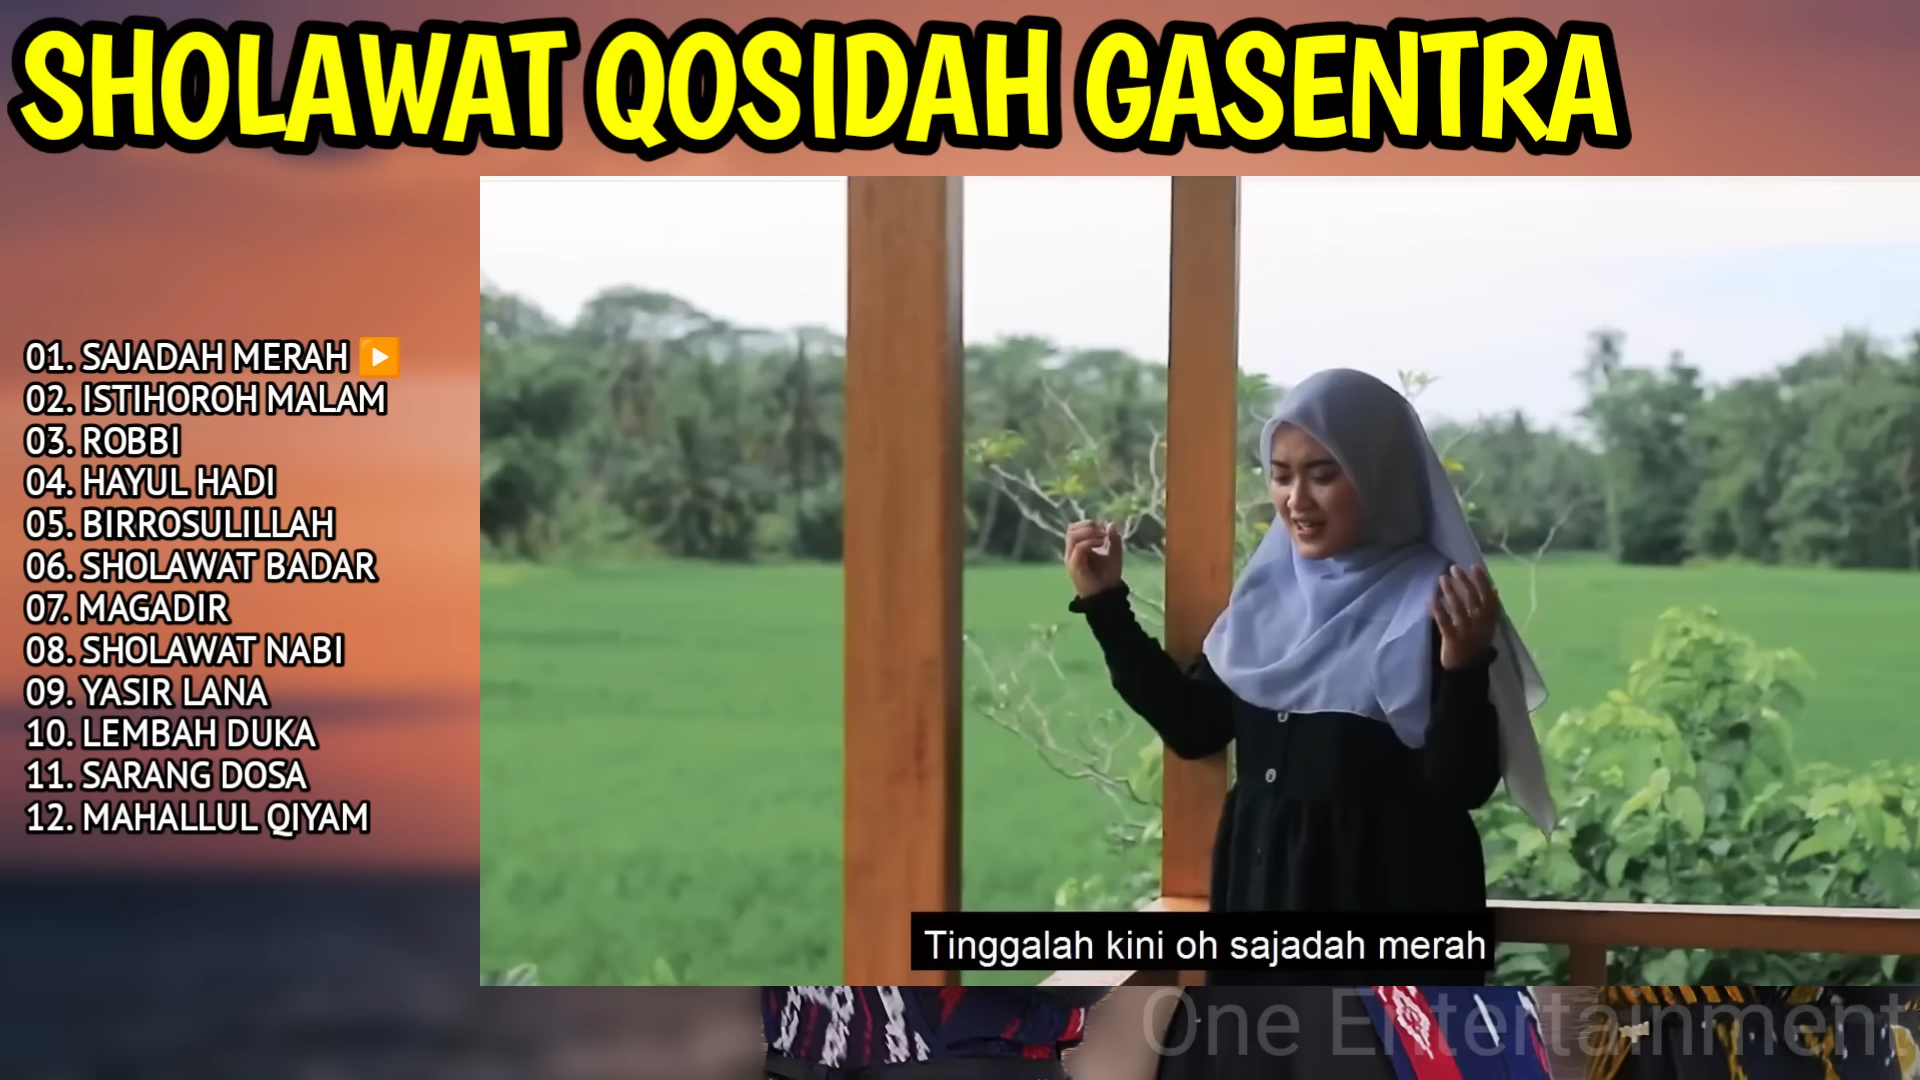 SHOLAWAT QOSIDAH GASENTRA
01. SAJADAH MERAH
02. ISTIHOROH MALAM
03. ROBBI
04. HAYUL HADI
05. BIRROSULILLAH
06. SHOLAWAT BADAR
07. MAGADIR
08. SHOLAWAT NABI
09. YASIR LANA
10. LEMBAH DUKA
11. SARANG DOSA
12. MAHALLUL QIYAM
Tinggalah kini oh sajadah merah
One Entertainment